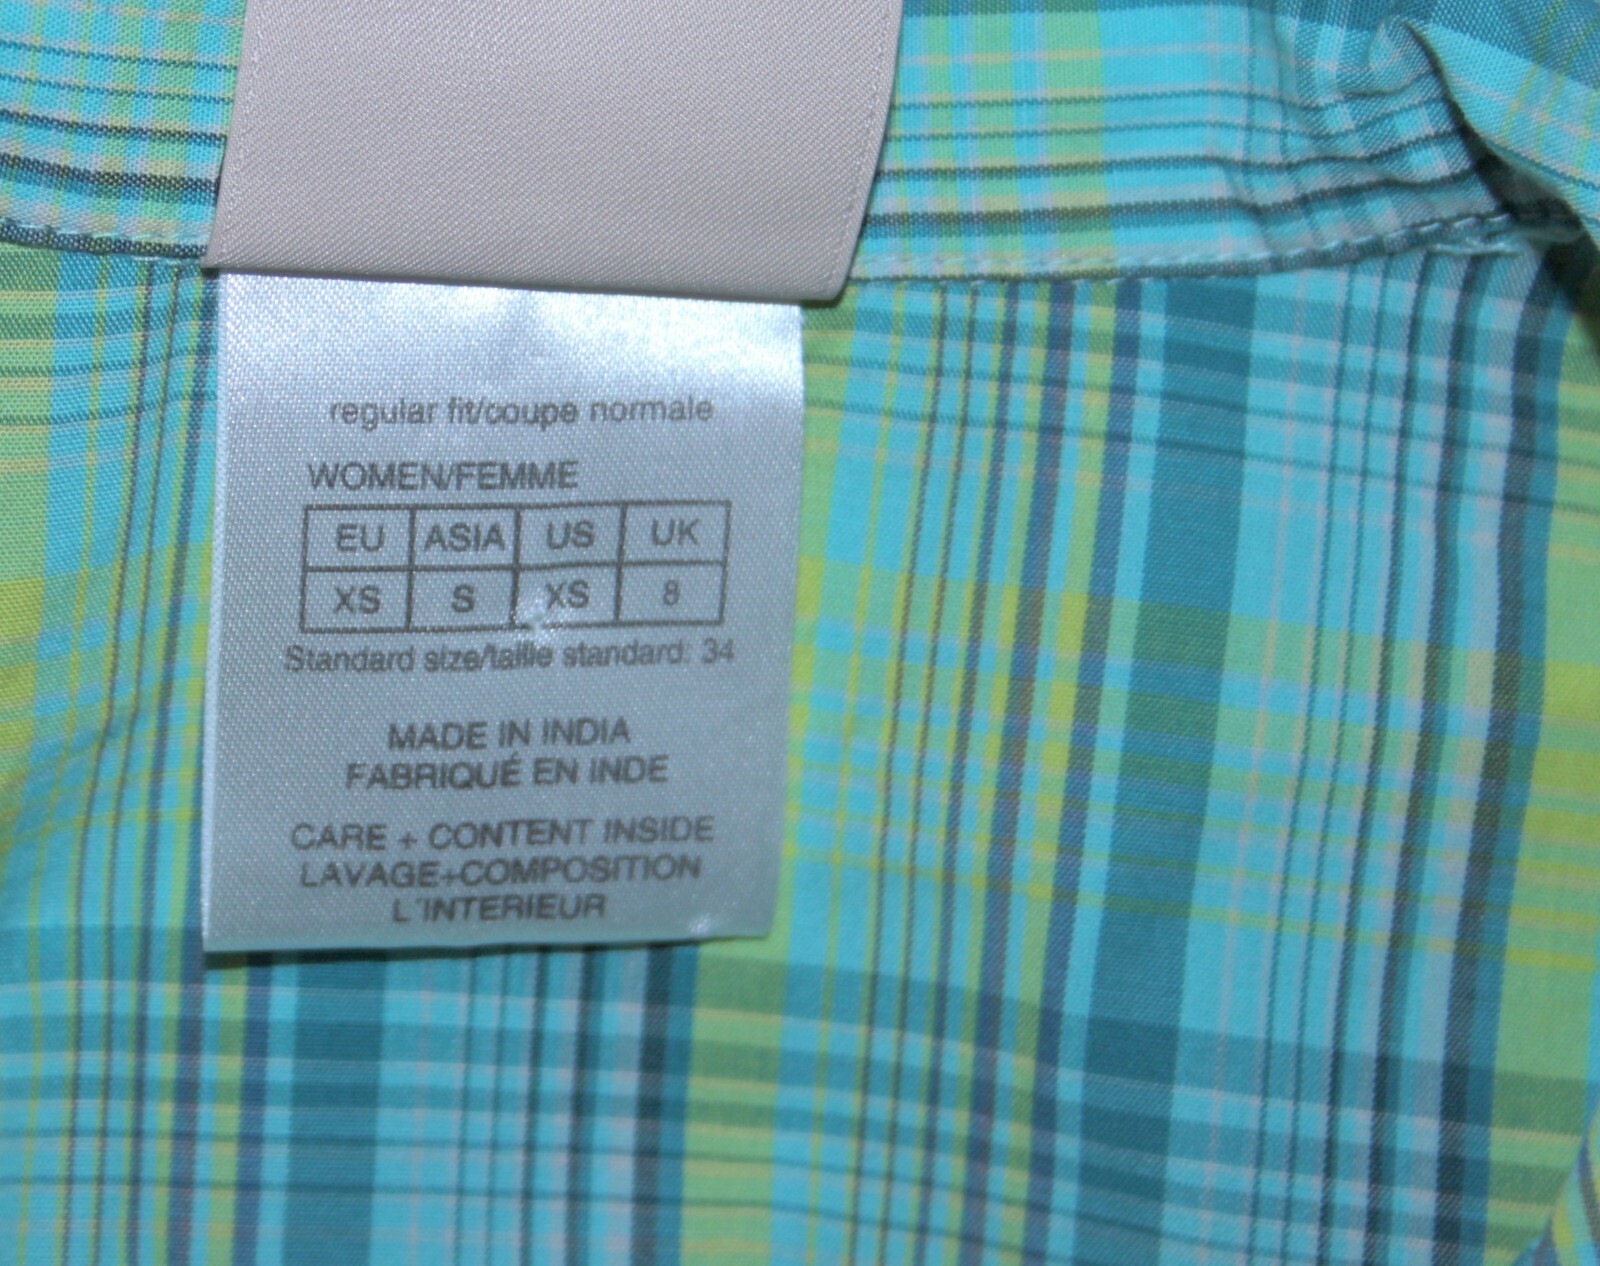 regular fit/coupe normale
WOMEN/FEMME
EU ASIA US UK
XS S XS 8
Standard size/taille standard: 34
MADE IN INDIA
FABRIQUÉ EN INDE
CARE + CONTENT INSIDE
LAVAGE+COMPOSITION
L'INTERIEUR